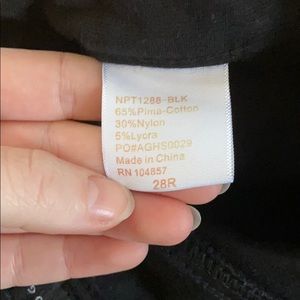 NPT1288-BLK
65%Pima-Cotton
30%Nylon
5%Lycra
PO#AGHS0029
Made in China
RN 104857
28R